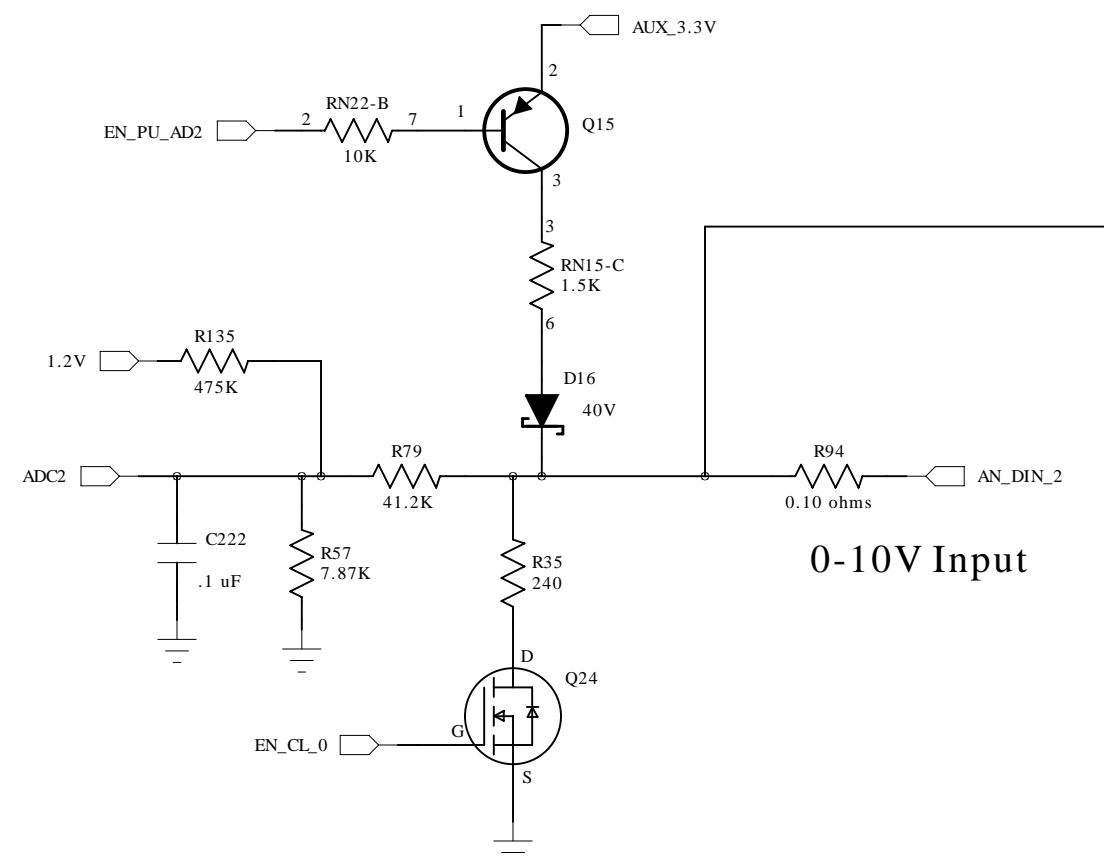 AUX_3.3V
2
RN22-B
EN_PU_AD2
2
7
1
Q15
10K
3
3
RN15-C
1.5K
6
R135
1.2V
475K
D16
40V
R79
R94
ADC2
AN_DIN_2
41.2K
0.10 ohms
C222
R57
7.87K
.1 uF
R35
240
0-10V Input
D
Q24
G
EN_CL_0
S